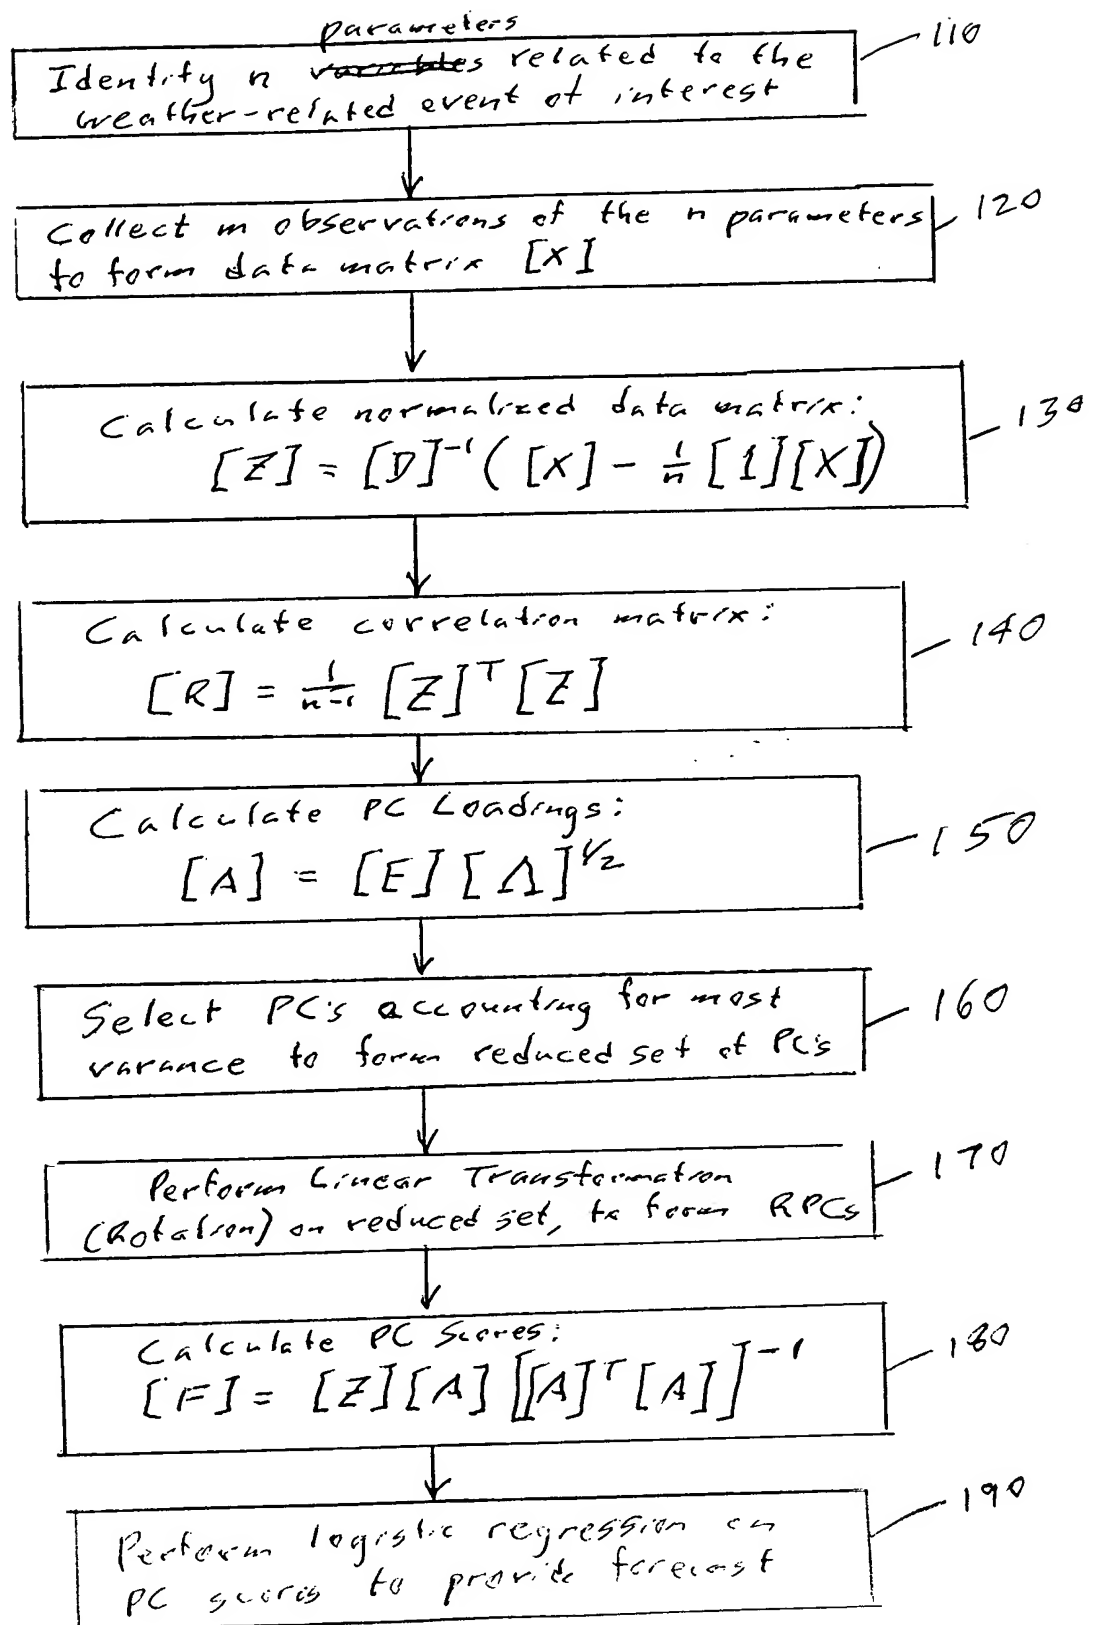 parameters
110
Identify n variables related to the
weather-related event of interest
120
Collect m observations of the n parameters
to form data matrix [X]
130
Calculate normalized data matrix:
[Z] = [D]⁻¹ ( [X] - 1/n [1][X])
140
Calculate correlation matrix:
[R] = 1/n-1 [Z]ᵀ [Z]
150
Calculate PC Loadings:
[A] = [E] [Λ]^1/2
160
Select PC's accounting for most
varance to form reduced set of PC's
170
Perform Linear Transformation
(Rotation) on reduced set, to form RPCs
180
Calculate PC Scores:
[F] = [Z][A] [[A]ᵀ [A]]⁻¹
190
Perform logistic regression on
PC scores to provide forecast